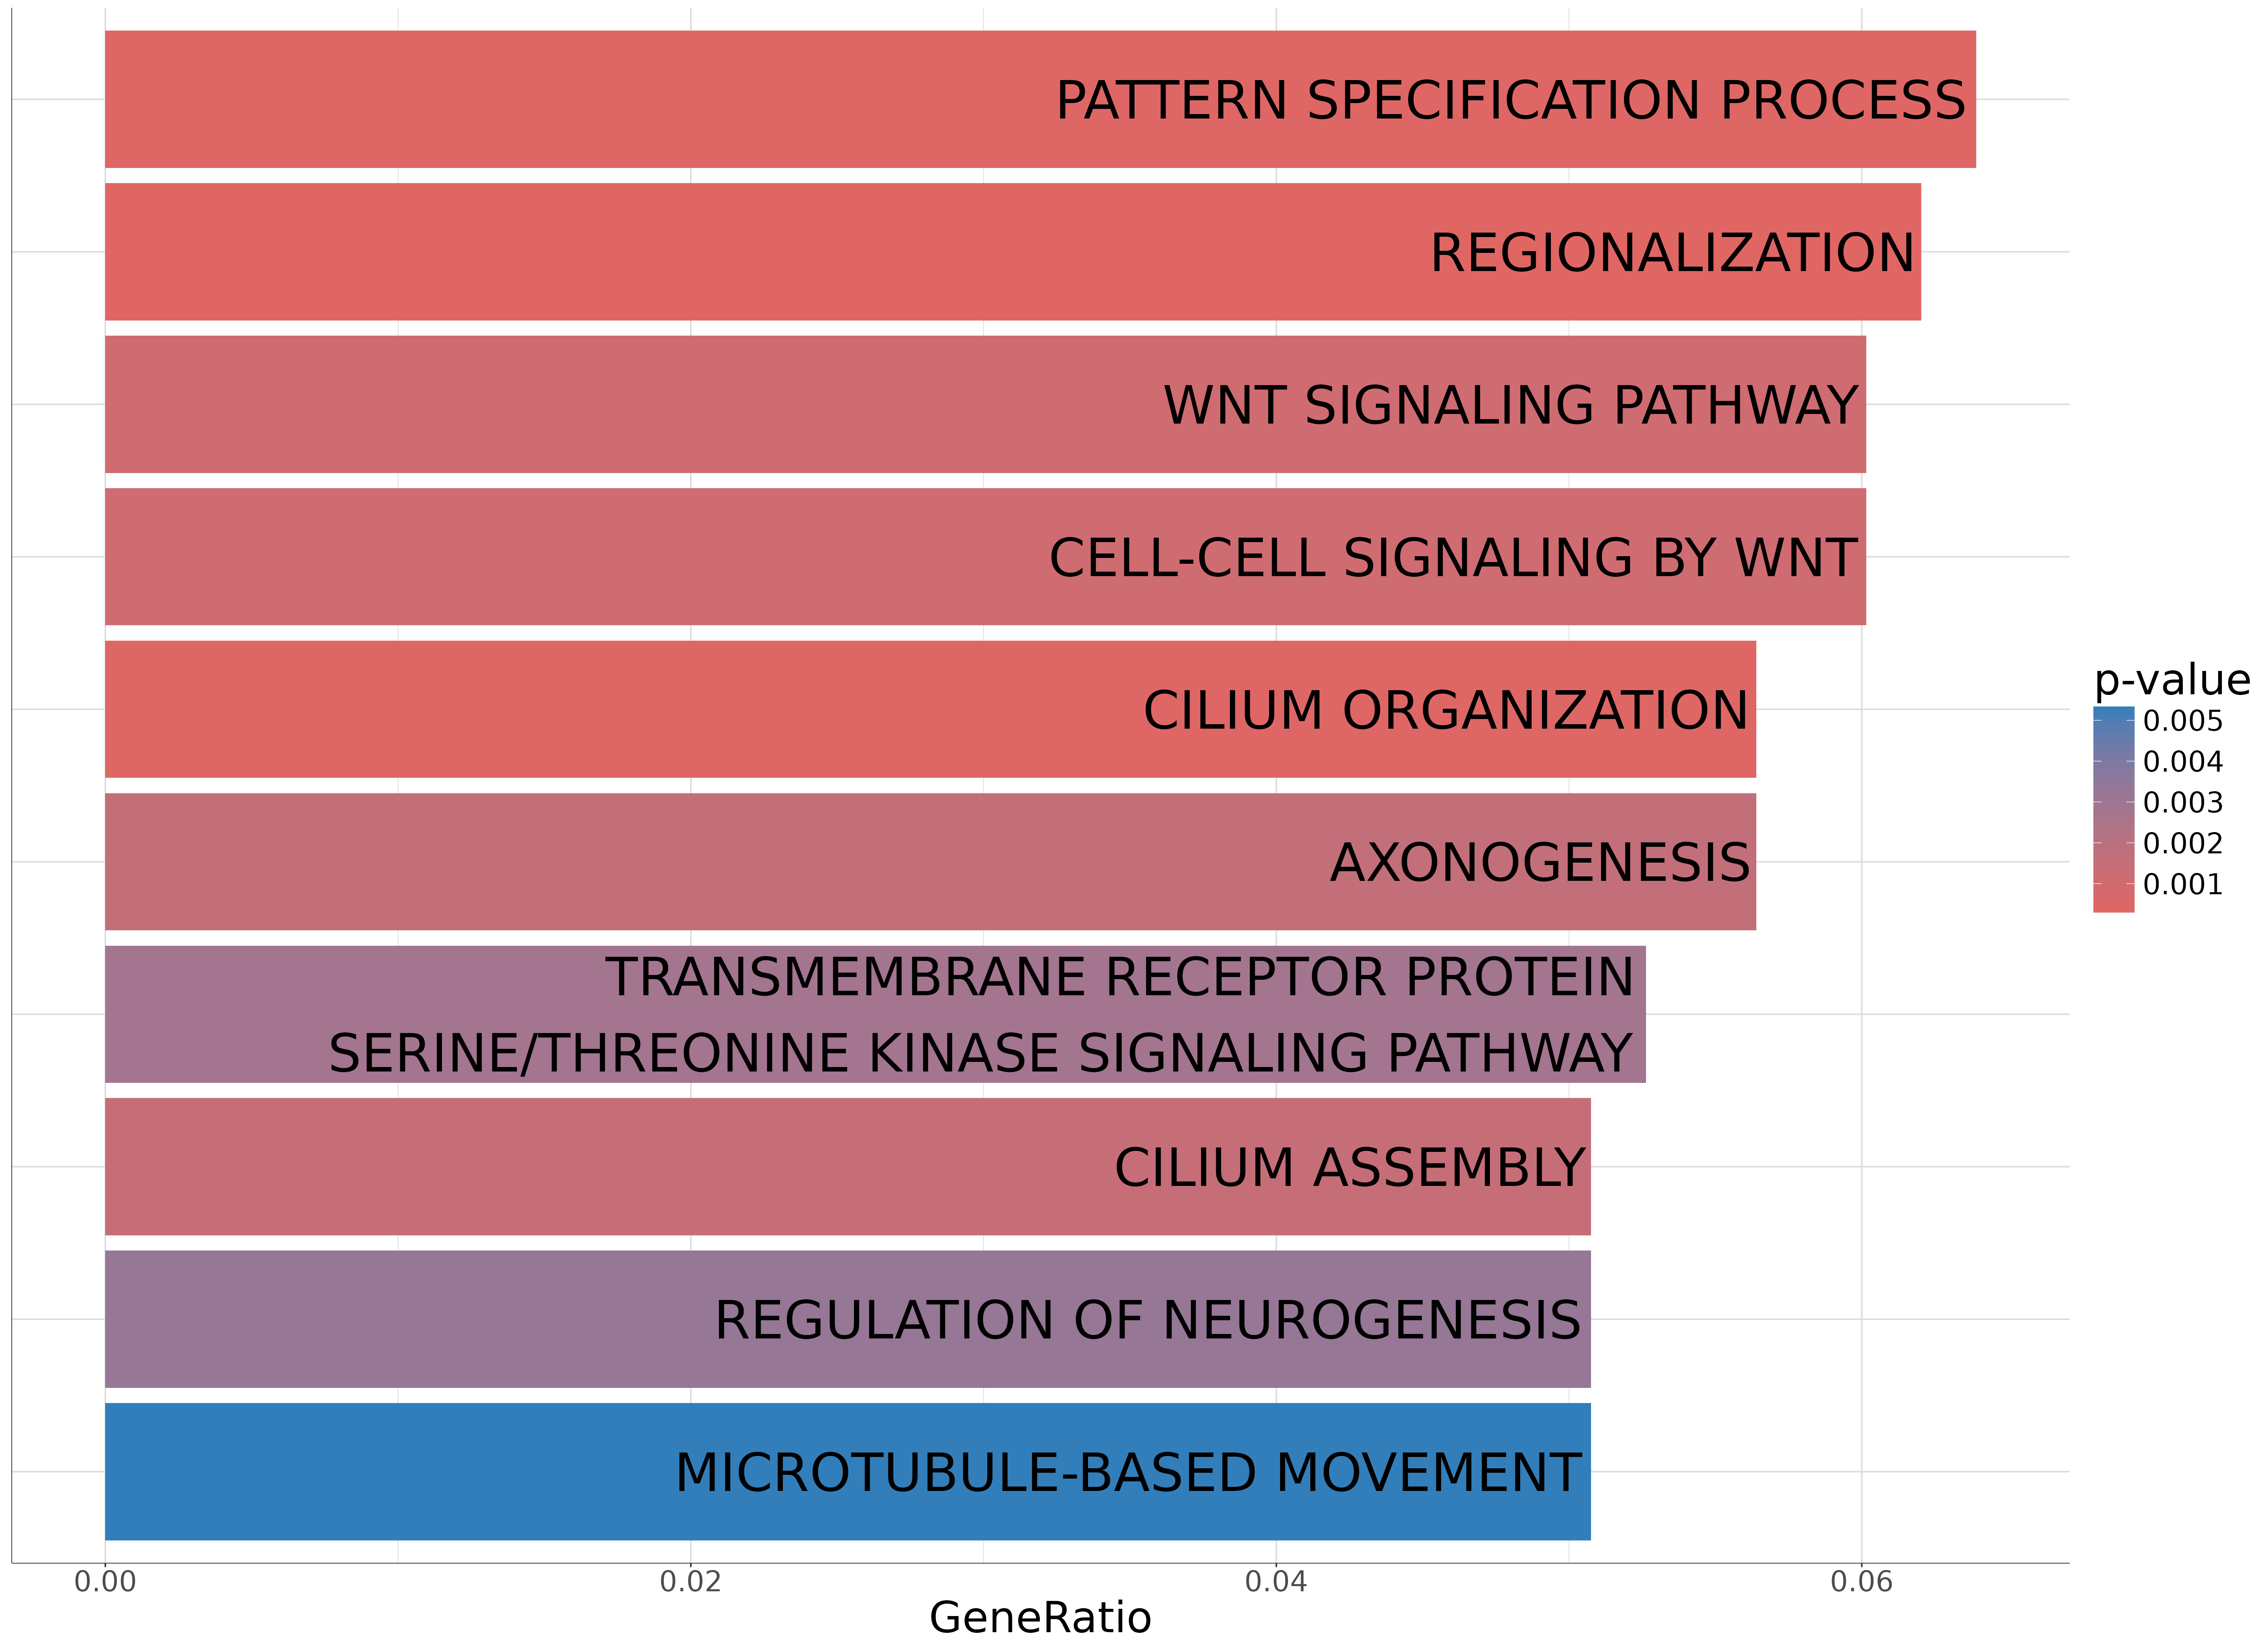 PATTERN SPECIFICATION PROCESS
REGIONALIZATION
WNT SIGNALING PATHWAY
CELL-CELL SIGNALING BY WNT
CILIUM ORGANIZATION
AXONOGENESIS
TRANSMEMBRANE RECEPTOR PROTEIN
SERINE/THREONINE KINASE SIGNALING PATHWAY
CILIUM ASSEMBLY
REGULATION OF NEUROGENESIS
MICROTUBULE-BASED MOVEMENT
0.00 0.02 0.04 0.06
GeneRatio
p-value
0.005
0.004
0.003
0.002
0.001